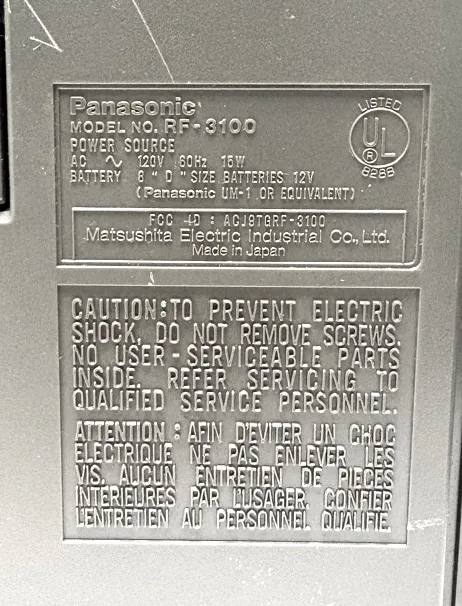 Panasonic
MODEL NO. RF-3100
POWER SOURCE
AC ∿ 120V 60Hz 15W
BATTERY 8 "D" SIZE BATTERIES 12V
(Panasonic UM-1 OR EQUIVALENT)
LISTED
UL
®
628B
FCC ID : ACJ8TGRF-3100
Matsushita Electric Industrial Co., Ltd.
Made in Japan
CAUTION: TO PREVENT ELECTRIC
SHOCK, DO NOT REMOVE SCREWS.
NO USER-SERVICEABLE PARTS
INSIDE. REFER SERVICING TO
QUALIFIED SERVICE PERSONNEL.
ATTENTION : AFIN D'EVITER UN CHOC
ELECTRIQUE NE PAS ENLEVER LES
VIS. AUCUN ENTRETIEN DE PIECES
INTERIEURES PAR L'USAGER. CONFIER
L'ENTRETIEN AU PERSONNEL QUALIFIE.